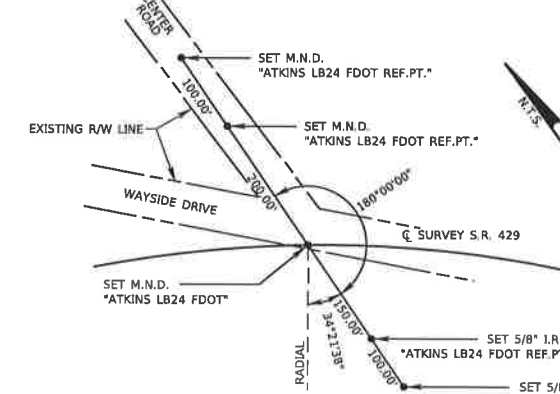 CENTER
ROAD
SET M.N.D.
"ATKINS LB24 FDOT REF.PT."
100.00'
SET M.N.D.
"ATKINS LB24 FDOT REF.PT."
EXISTING R/W LINE
N.T.S.
200.00'
180°00'00"
WAYSIDE DRIVE
℄ SURVEY S.R. 429
SET M.N.D.
"ATKINS LB24 FDOT"
150.00'
34°21'38"
RADIAL
SET 5/8" I.R
"ATKINS LB24 FDOT REF.P
100.00'
SET 5/